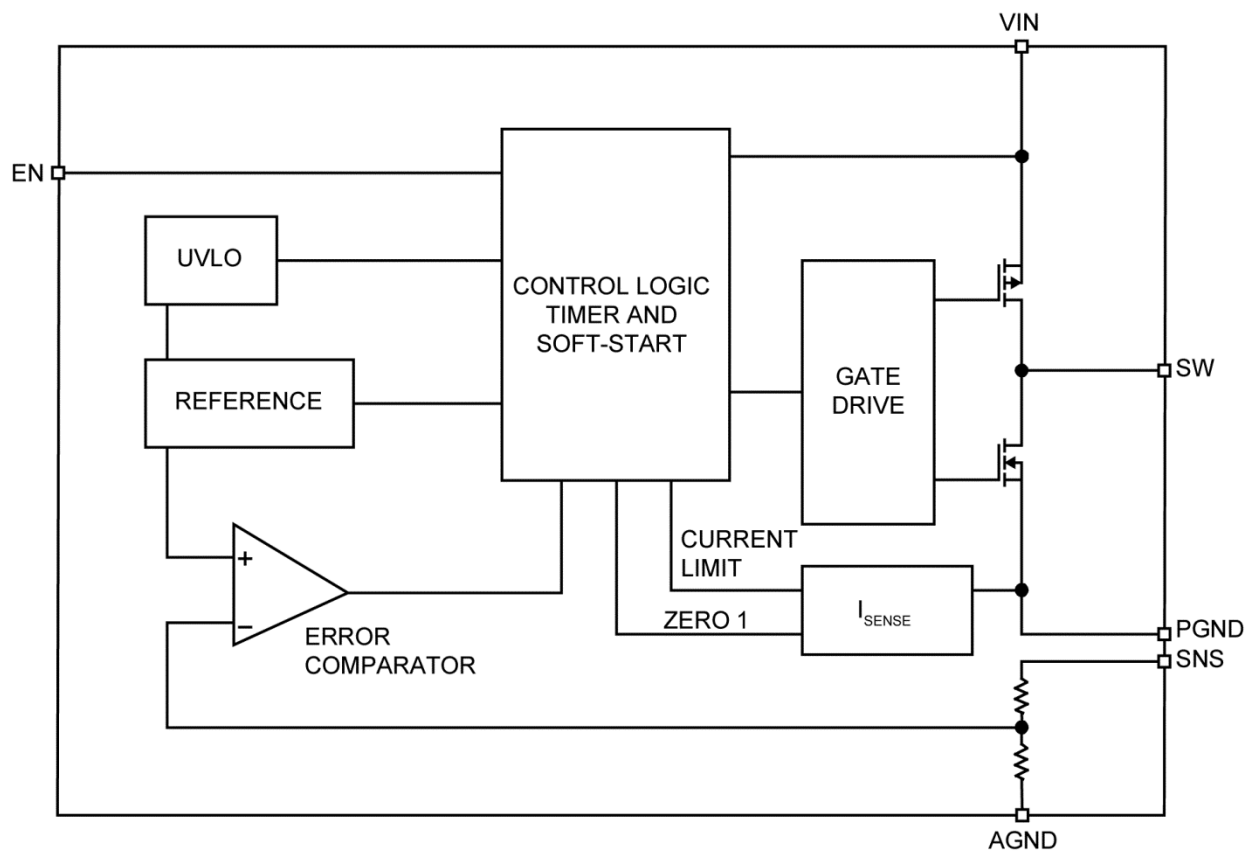 VIN
EN
UVLO
CONTROL LOGIC
TIMER AND
SOFT-START
REFERENCE
GATE
DRIVE
SW
+
−
ERROR
COMPARATOR
CURRENT
LIMIT
ZERO 1
ISENSE
PGND
SNS
AGND